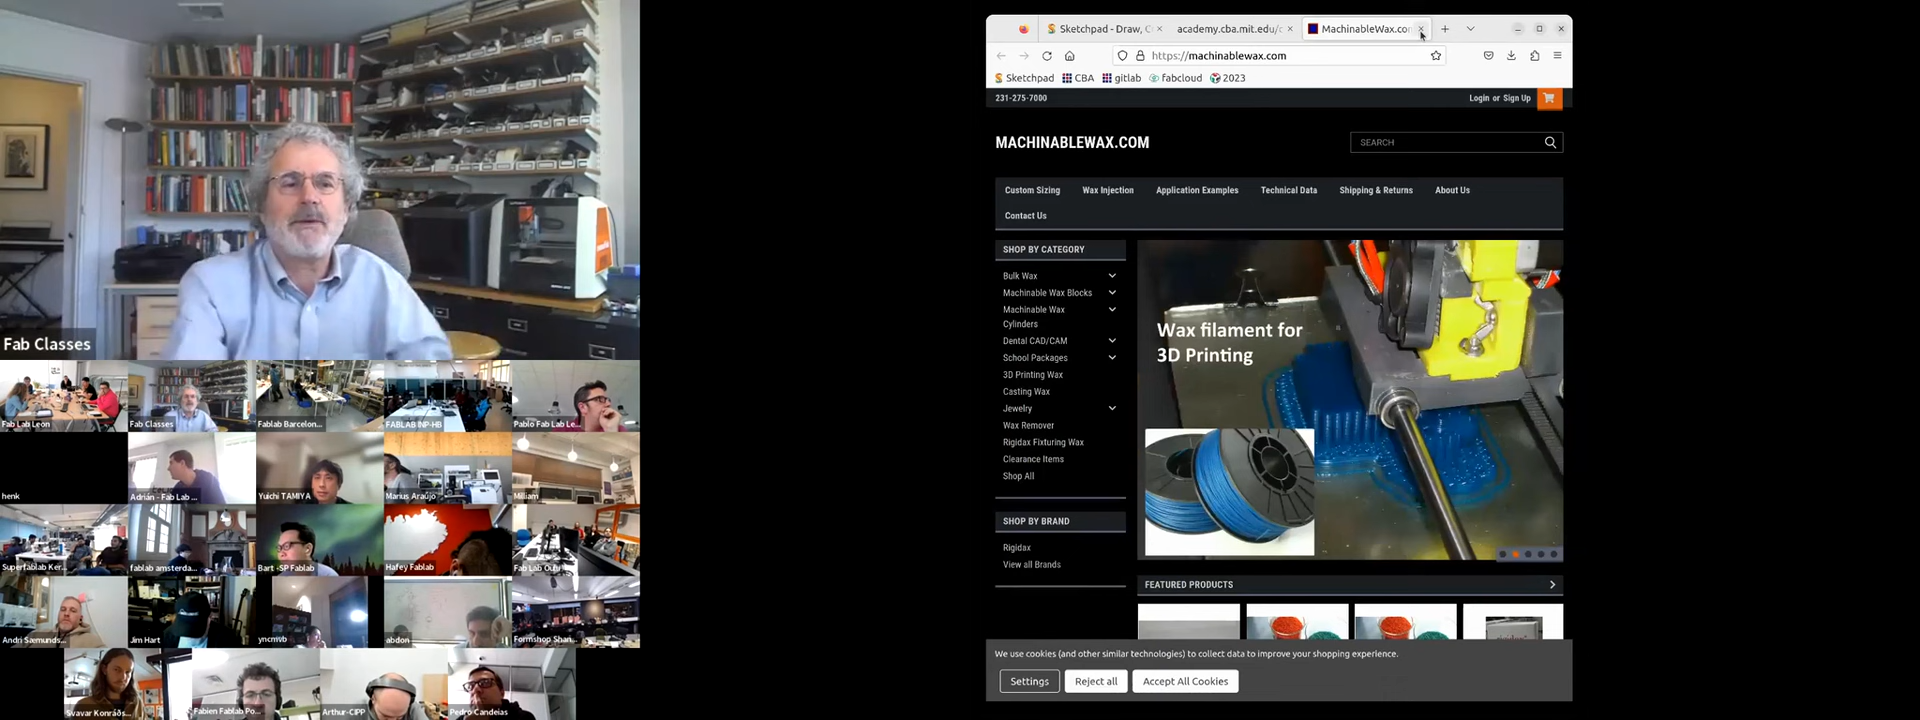 Fab Classes
Fab Lab Leon
Fab Classes
Fablab Barcelon...
FABLAB INP-HB
Pablo Fab Lab Le...
henk
Adrián - Fab Lab ...
Yuichi TAMIYA
Marius Araújo
Miliam
Superfablab Ker...
fablab amsterda...
Bart -SP Fablab
Hafey Fablab
Fab Lab Oulu
Andri Sæmunds...
Jim Hart
yncmvb
abdon
Formshop Shan...
Svavar Konráðs...
Fabien Fablab Po...
Arthur-CIPP
Pedro Candeias
Sketchpad - Draw, C
academy.cba.mit.edu/c
MachinableWax.com
https://machinablewax.com
Sketchpad
CBA
gitlab
fabcloud
2023
231-275-7000
Login or Sign Up
MACHINABLEWAX.COM
SEARCH
Custom Sizing
Wax Injection
Application Examples
Technical Data
Shipping & Returns
About Us
Contact Us
SHOP BY CATEGORY
Bulk Wax
Machinable Wax Blocks
Machinable Wax
Cylinders
Dental CAD/CAM
School Packages
3D Printing Wax
Casting Wax
Jewelry
Wax Remover
Rigidax Fixturing Wax
Clearance Items
Shop All
SHOP BY BRAND
Rigidax
View all Brands
Wax filament for
3D Printing
FEATURED PRODUCTS
We use cookies (and other similar technologies) to collect data to improve your shopping experience.
Settings
Reject all
Accept All Cookies